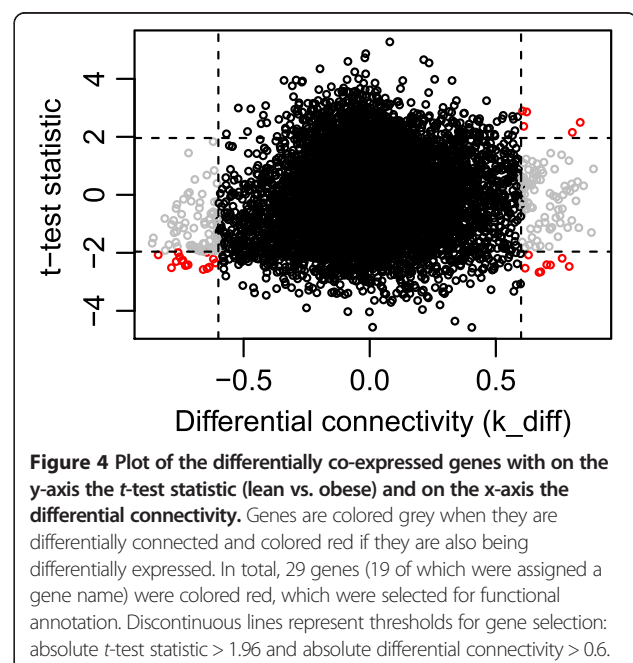 4
2
0
−2
−4
t−test statistic
−0.5 0.0 0.5
Differential connectivity (k_diff)
Figure 4 Plot of the differentially co-expressed genes with on the
y-axis the t-test statistic (lean vs. obese) and on the x-axis the
differential connectivity. Genes are colored grey when they are
differentially connected and colored red if they are also being
differentially expressed. In total, 29 genes (19 of which were assigned a
gene name) were colored red, which were selected for functional
annotation. Discontinuous lines represent thresholds for gene selection:
absolute t-test statistic > 1.96 and absolute differential connectivity > 0.6.